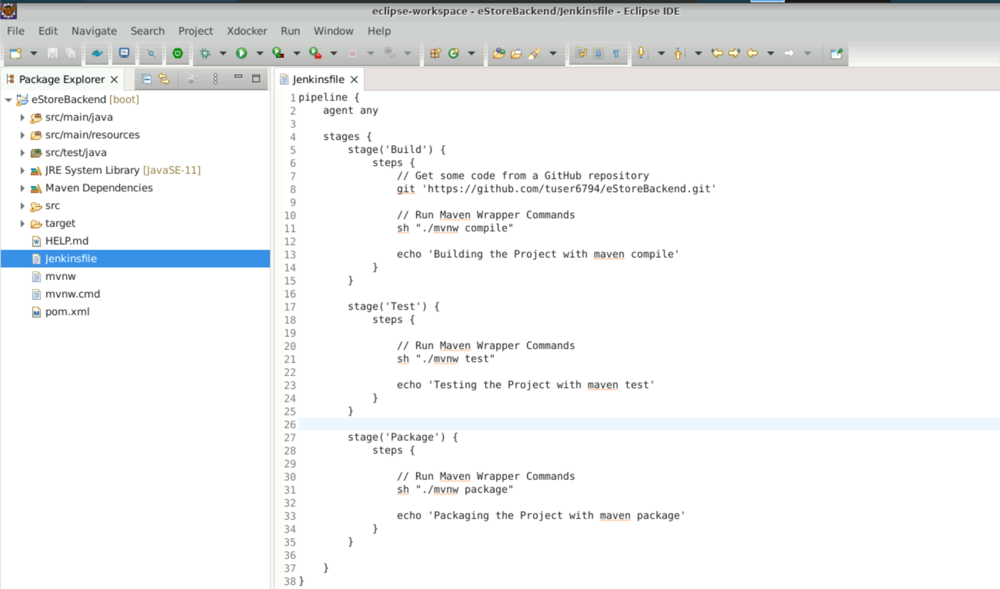 eclipse-workspace - eStoreBackend/Jenkinsfile - Eclipse IDE
File Edit Navigate Search Project Xdocker Run Window Help
Package Explorer
eStoreBackend [boot]
src/main/java
src/main/resources
src/test/java
JRE System Library [JavaSE-11]
Maven Dependencies
src
target
HELP.md
Jenkinsfile
mvnw
mvnw.cmd
pom.xml
Jenkinsfile
1 pipeline {
2     agent any
3
4     stages {
5         stage('Build') {
6             steps {
7                 // Get some code from a GitHub repository
8                 git 'https://github.com/tuser6794/eStoreBackend.git'
9
10                 // Run Maven Wrapper Commands
11                 sh "./mvnw compile"
12
13                 echo 'Building the Project with maven compile'
14             }
15         }
16
17         stage('Test') {
18             steps {
19
20                 // Run Maven Wrapper Commands
21                 sh "./mvnw test"
22
23                 echo 'Testing the Project with maven test'
24             }
25         }
26
27         stage('Package') {
28             steps {
29
30                 // Run Maven Wrapper Commands
31                 sh "./mvnw package"
32
33                 echo 'Packaging the Project with maven package'
34             }
35         }
36
37     }
38 }